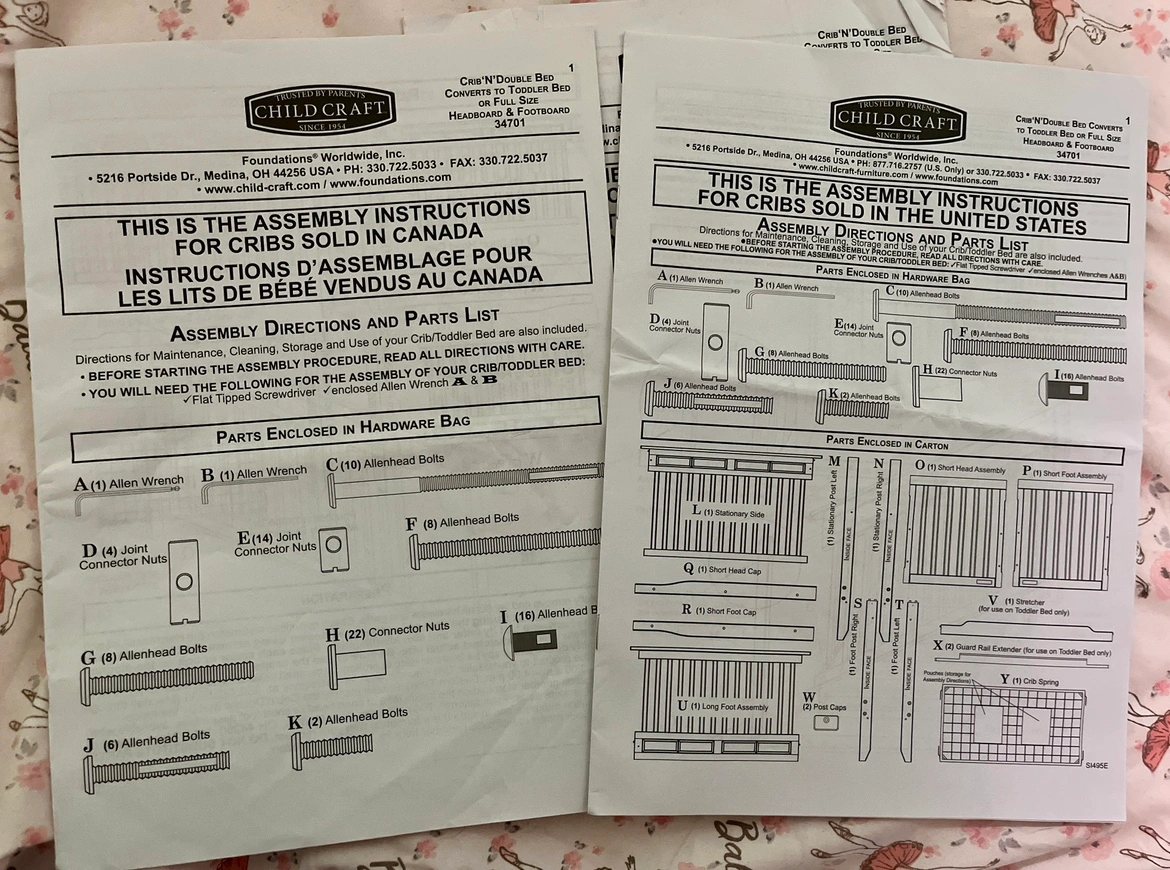 CRIB'N'DOUBLE BED
CONVERTS TO TODDLER BED
1
TRUSTED BY PARENTS
CHILD CRAFT
SINCE 1954
CRIB'N'DOUBLE BED
CONVERTS TO TODDLER BED
OR FULL SIZE
HEADBOARD & FOOTBOARD
34701
Foundations® Worldwide, Inc.
• 5216 Portside Dr., Medina, OH 44256 USA • PH: 330.722.5033 • FAX: 330.722.5037
• www.child-craft.com / www.foundations.com
THIS IS THE ASSEMBLY INSTRUCTIONS
FOR CRIBS SOLD IN CANADA
INSTRUCTIONS D'ASSEMBLAGE POUR
LES LITS DE BÉBÉ VENDUS AU CANADA
ASSEMBLY DIRECTIONS AND PARTS LIST
Directions for Maintenance, Cleaning, Storage and Use of your Crib/Toddler Bed are also included.
• BEFORE STARTING THE ASSEMBLY PROCEDURE, READ ALL DIRECTIONS WITH CARE.
• YOU WILL NEED THE FOLLOWING FOR THE ASSEMBLY OF YOUR CRIB/TODDLER BED:
✓Flat Tipped Screwdriver ✓enclosed Allen Wrench A & B
PARTS ENCLOSED IN HARDWARE BAG
A (1) Allen Wrench
B (1) Allen Wrench
C (10) Allenhead Bolts
D (4) Joint
Connector Nuts
E (14) Joint
Connector Nuts
F (8) Allenhead Bolts
G (8) Allenhead Bolts
H (22) Connector Nuts
I (16) Allenhead B
J (6) Allenhead Bolts
K (2) Allenhead Bolts
1
TRUSTED BY PARENTS
CHILD CRAFT
SINCE 1954
CRIB'N'DOUBLE BED CONVERTS
TO TODDLER BED OR FULL SIZE
HEADBOARD & FOOTBOARD
34701
Foundations® Worldwide, Inc.
• 5216 Portside Dr., Medina, OH 44256 USA • PH: 877.716.2757 (U.S. Only) or 330.722.5033 • FAX: 330.722.5037
• www.childcraft-furniture.com / www.foundations.com
THIS IS THE ASSEMBLY INSTRUCTIONS
FOR CRIBS SOLD IN THE UNITED STATES
ASSEMBLY DIRECTIONS AND PARTS LIST
Directions for Maintenance, Cleaning, Storage and Use of your Crib/Toddler Bed are also included.
•BEFORE STARTING THE ASSEMBLY PROCEDURE, READ ALL DIRECTIONS WITH CARE.
•YOU WILL NEED THE FOLLOWING FOR THE ASSEMBLY OF YOUR CRIB/TODDLER BED: ✓Flat Tipped Screwdriver ✓enclosed Allen Wrenches A&B)
PARTS ENCLOSED IN HARDWARE BAG
A (1) Allen Wrench
B (1) Allen Wrench
C (10) Allenhead Bolts
D (4) Joint
Connector Nuts
E (14) Joint
Connector Nuts
F (8) Allenhead Bolts
G (8) Allenhead Bolts
H (22) Connector Nuts
I (16) Allenhead Bolts
J (6) Allenhead Bolts
K (2) Allenhead Bolts
PARTS ENCLOSED IN CARTON
L (1) Stationary Side
M
(1) Stationary Post Left
INSIDE FACE
N
(1) Stationary Post Right
INSIDE FACE
O (1) Short Head Assembly
P (1) Short Foot Assembly
Q (1) Short Head Cap
R (1) Short Foot Cap
S
(1) Foot Post Right
INSIDE FACE
T
(1) Foot Post Left
INSIDE FACE
V (1) Stretcher
(for use on Toddler Bed only)
X (2) Guard Rail Extender (for use on Toddler Bed only)
U (1) Long Foot Assembly
W
(2) Post Caps
Pouches (storage for
Assembly Directions)
Y (1) Crib Spring
SI495E